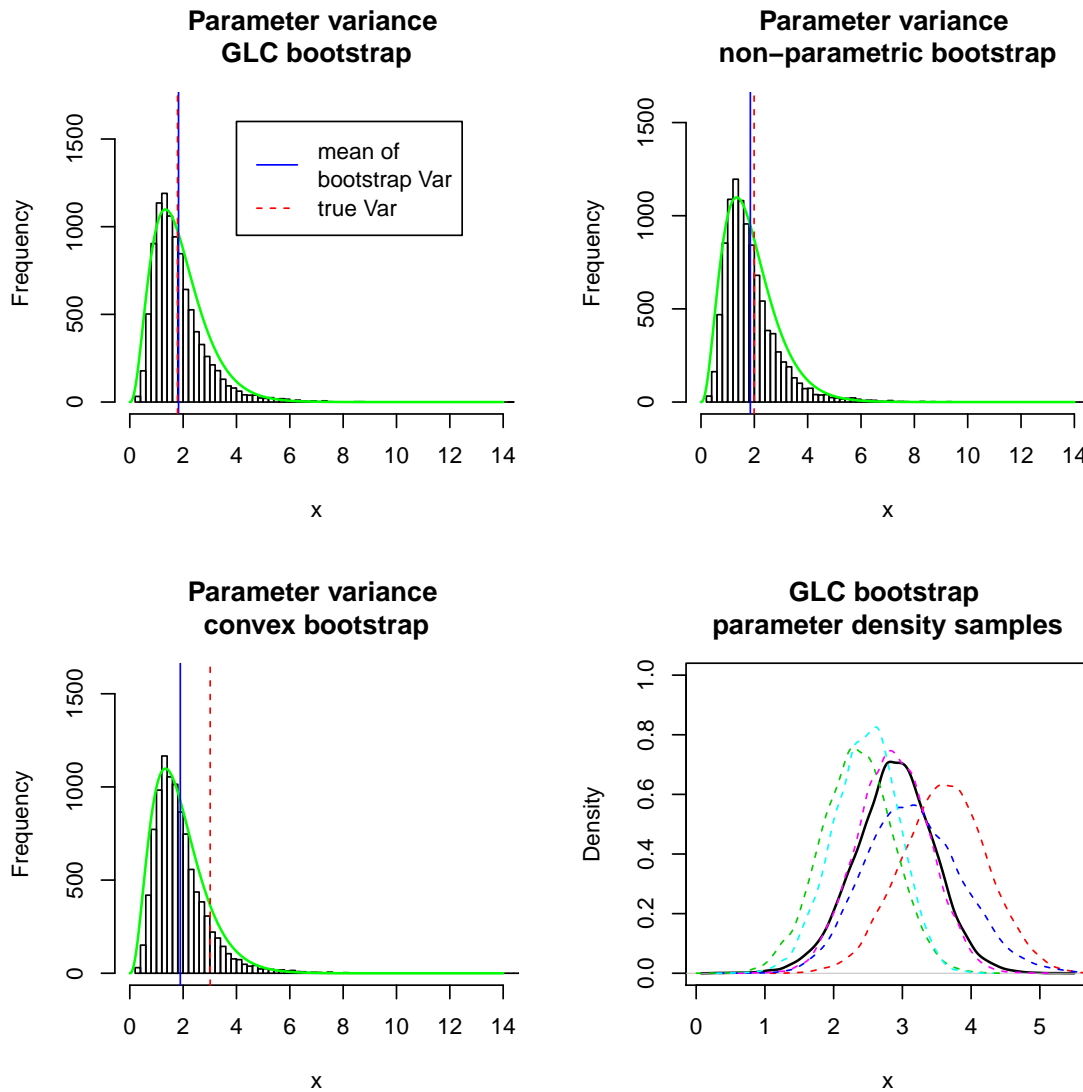 Parameter variance
GLC bootstrap
Frequency
1500
1000
500
0
mean of
bootstrap Var
true Var
0 2 4 6 8 10 12 14
x
Parameter variance
non−parametric bootstrap
Frequency
1500
1000
500
0
0 2 4 6 8 10 12 14
x
Parameter variance
convex bootstrap
Frequency
1500
1000
500
0
0 2 4 6 8 10 12 14
x
GLC bootstrap
parameter density samples
Density
1.0
0.8
0.6
0.4
0.2
0.0
0 1 2 3 4 5
x